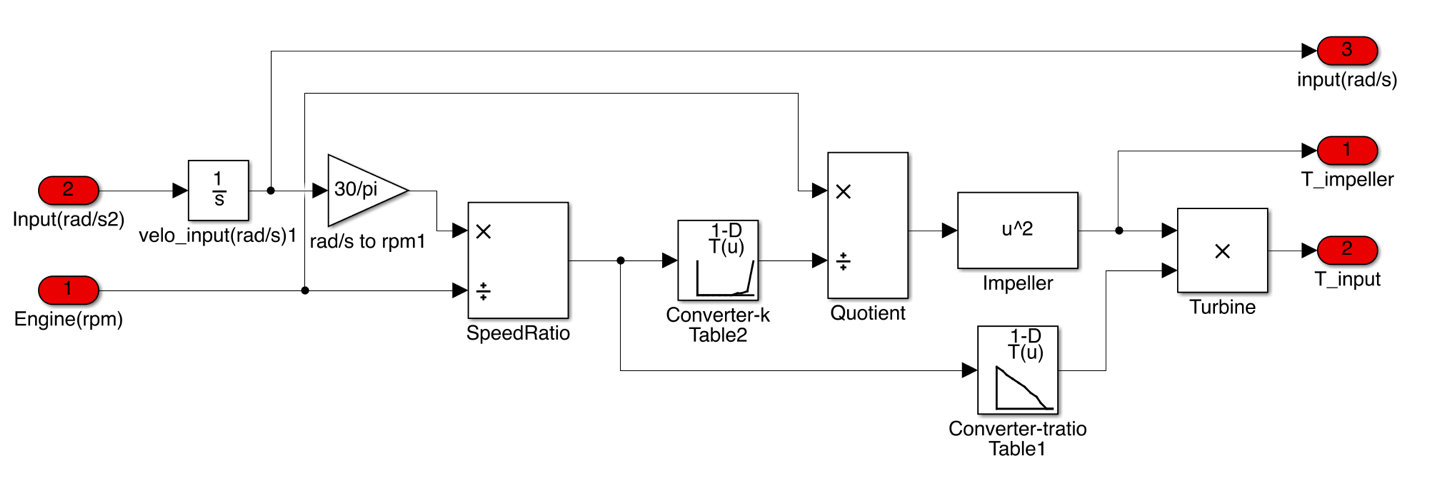 3
input(rad/s)
1
T_impeller
2
Input(rad/s2)
1
s
velo_input(rad/s)1
30/pi
rad/s to rpm1
×
÷
SpeedRatio
1
Engine(rpm)
1-D
T(u)
Converter-k
Table2
×
÷
Quotient
u^2
Impeller
×
Turbine
2
T_input
1-D
T(u)
Converter-tratio
Table1